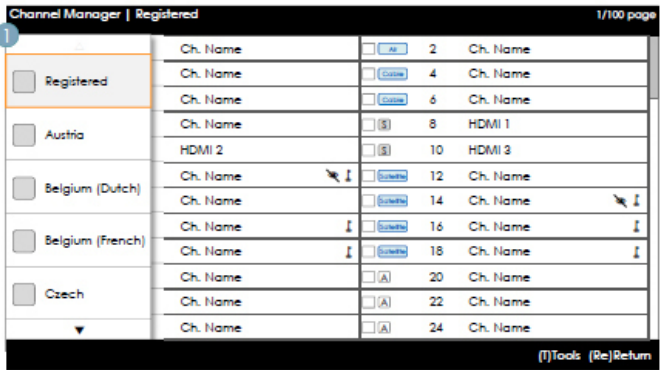 Channel Manager | Registered 1/100 page
1
Ch. Name Air 2 Ch. Name
Registered Ch. Name Cable 4 Ch. Name
Ch. Name Cable 6 Ch. Name
Austria Ch. Name S 8 HDMI 1
HDMI 2 S 10 HDMI 3
Belgium (Dutch) Ch. Name Satellite 12 Ch. Name
Ch. Name Satellite 14 Ch. Name
Belgium (French) Ch. Name Satellite 16 Ch. Name
Ch. Name Satellite 18 Ch. Name
Czech Ch. Name A 20 Ch. Name
Ch. Name A 22 Ch. Name
Ch. Name A 24 Ch. Name
(T)Tools (Re)Return